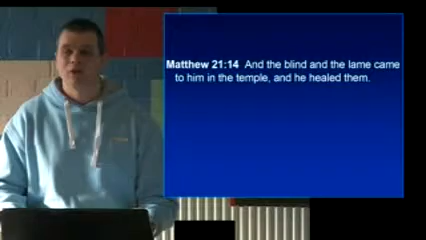 Matthew 21:14 And the blind and the lame came
to him in the temple, and he healed them.